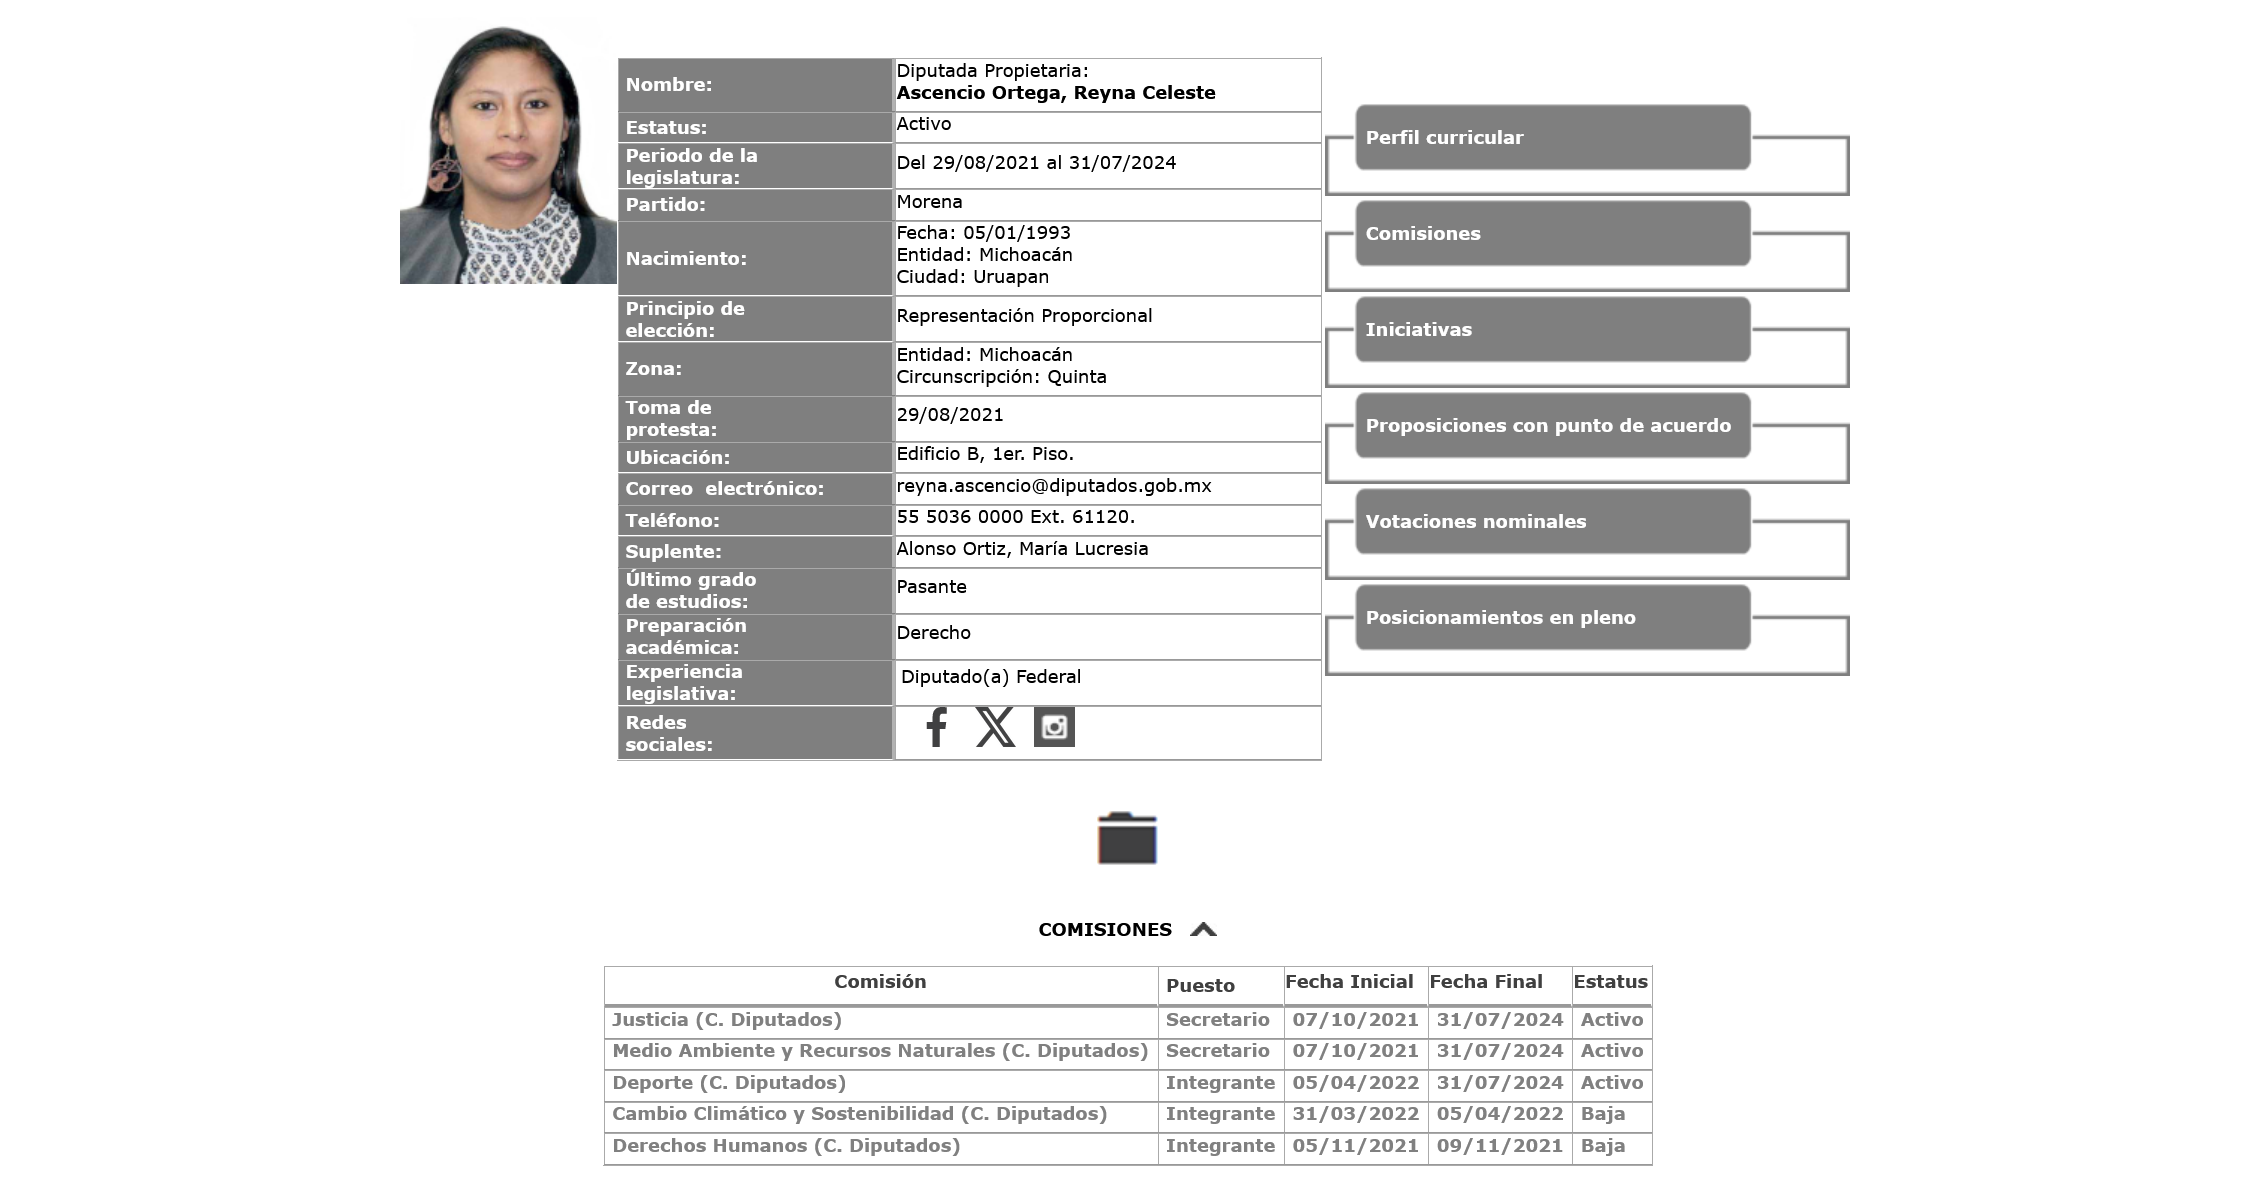 Nombre:
Diputada Propietaria:
Ascencio Ortega, Reyna Celeste
Estatus:
Activo
Periodo de la
legislatura:
Del 29/08/2021 al 31/07/2024
Partido:
Morena
Nacimiento:
Fecha: 05/01/1993
Entidad: Michoacán
Ciudad: Uruapan
Principio de
elección:
Representación Proporcional
Zona:
Entidad: Michoacán
Circunscripción: Quinta
Toma de
protesta:
29/08/2021
Ubicación:
Edificio B, 1er. Piso.
Correo  electrónico:
reyna.ascencio@diputados.gob.mx
Teléfono:
55 5036 0000 Ext. 61120.
Suplente:
Alonso Ortiz, María Lucresia
Último grado
de estudios:
Pasante
Preparación
académica:
Derecho
Experiencia
legislativa:
Diputado(a) Federal
Redes
sociales:
Perfil curricular
Comisiones
Iniciativas
Proposiciones con punto de acuerdo
Votaciones nominales
Posicionamientos en pleno
COMISIONES
Comisión Puesto Fecha Inicial Fecha Final Estatus
Justicia (C. Diputados) Secretario 07/10/2021 31/07/2024 Activo
Medio Ambiente y Recursos Naturales (C. Diputados) Secretario 07/10/2021 31/07/2024 Activo
Deporte (C. Diputados) Integrante 05/04/2022 31/07/2024 Activo
Cambio Climático y Sostenibilidad (C. Diputados) Integrante 31/03/2022 05/04/2022 Baja
Derechos Humanos (C. Diputados) Integrante 05/11/2021 09/11/2021 Baja